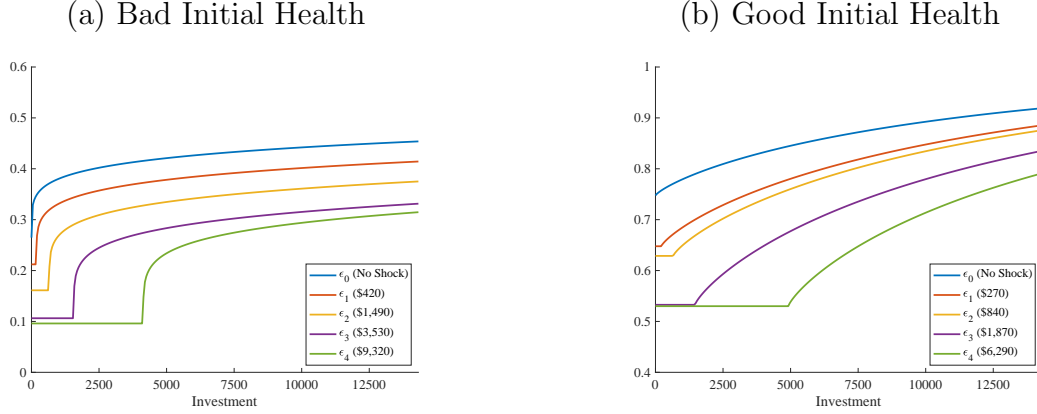 (a) Bad Initial Health
0.6
0.5
0.4
0.3
0.2
0.1
0
0 2500 5000 7500 10000 12500
Investment
ϵ0 (No Shock)
ϵ1 ($420)
ϵ2 ($1,490)
ϵ3 ($3,530)
ϵ4 ($9,320)
(b) Good Initial Health
1
0.9
0.8
0.7
0.6
0.5
0.4
0 2500 5000 7500 10000 12500
Investment
ϵ0 (No Shock)
ϵ1 ($270)
ϵ2 ($840)
ϵ3 ($1,870)
ϵ4 ($6,290)